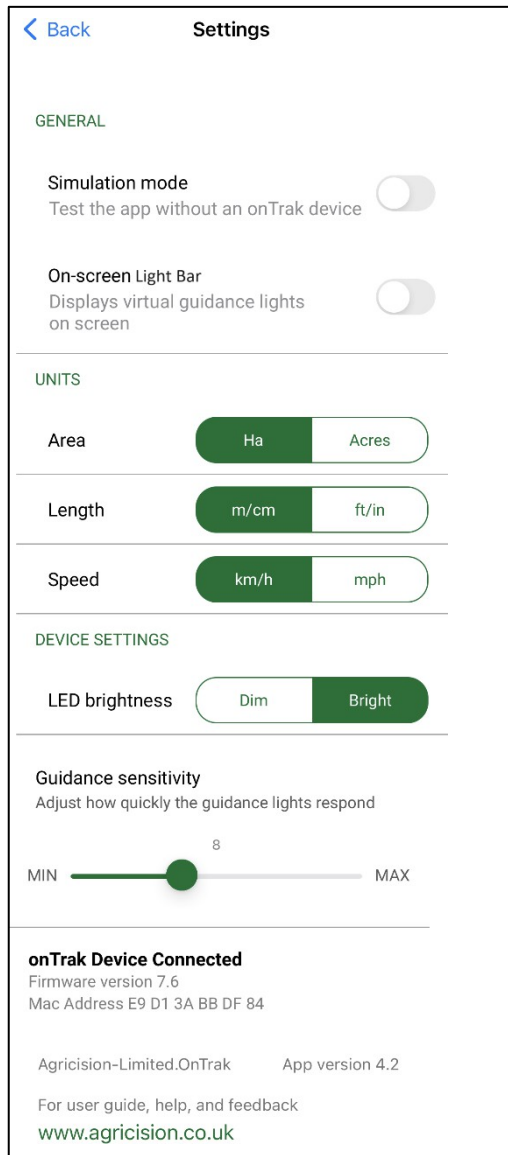 Back Settings
GENERAL
Simulation mode
Test the app without an onTrak device
On-screen Light Bar
Displays virtual guidance lights
on screen
UNITS
Area Ha Acres
Length m/cm ft/in
Speed km/h mph
DEVICE SETTINGS
LED brightness Dim Bright
Guidance sensitivity
Adjust how quickly the guidance lights respond
8
MIN MAX
onTrak Device Connected
Firmware version 7.6
Mac Address E9 D1 3A BB DF 84
Agricision-Limited.OnTrak App version 4.2
For user guide, help, and feedback
www.agricision.co.uk